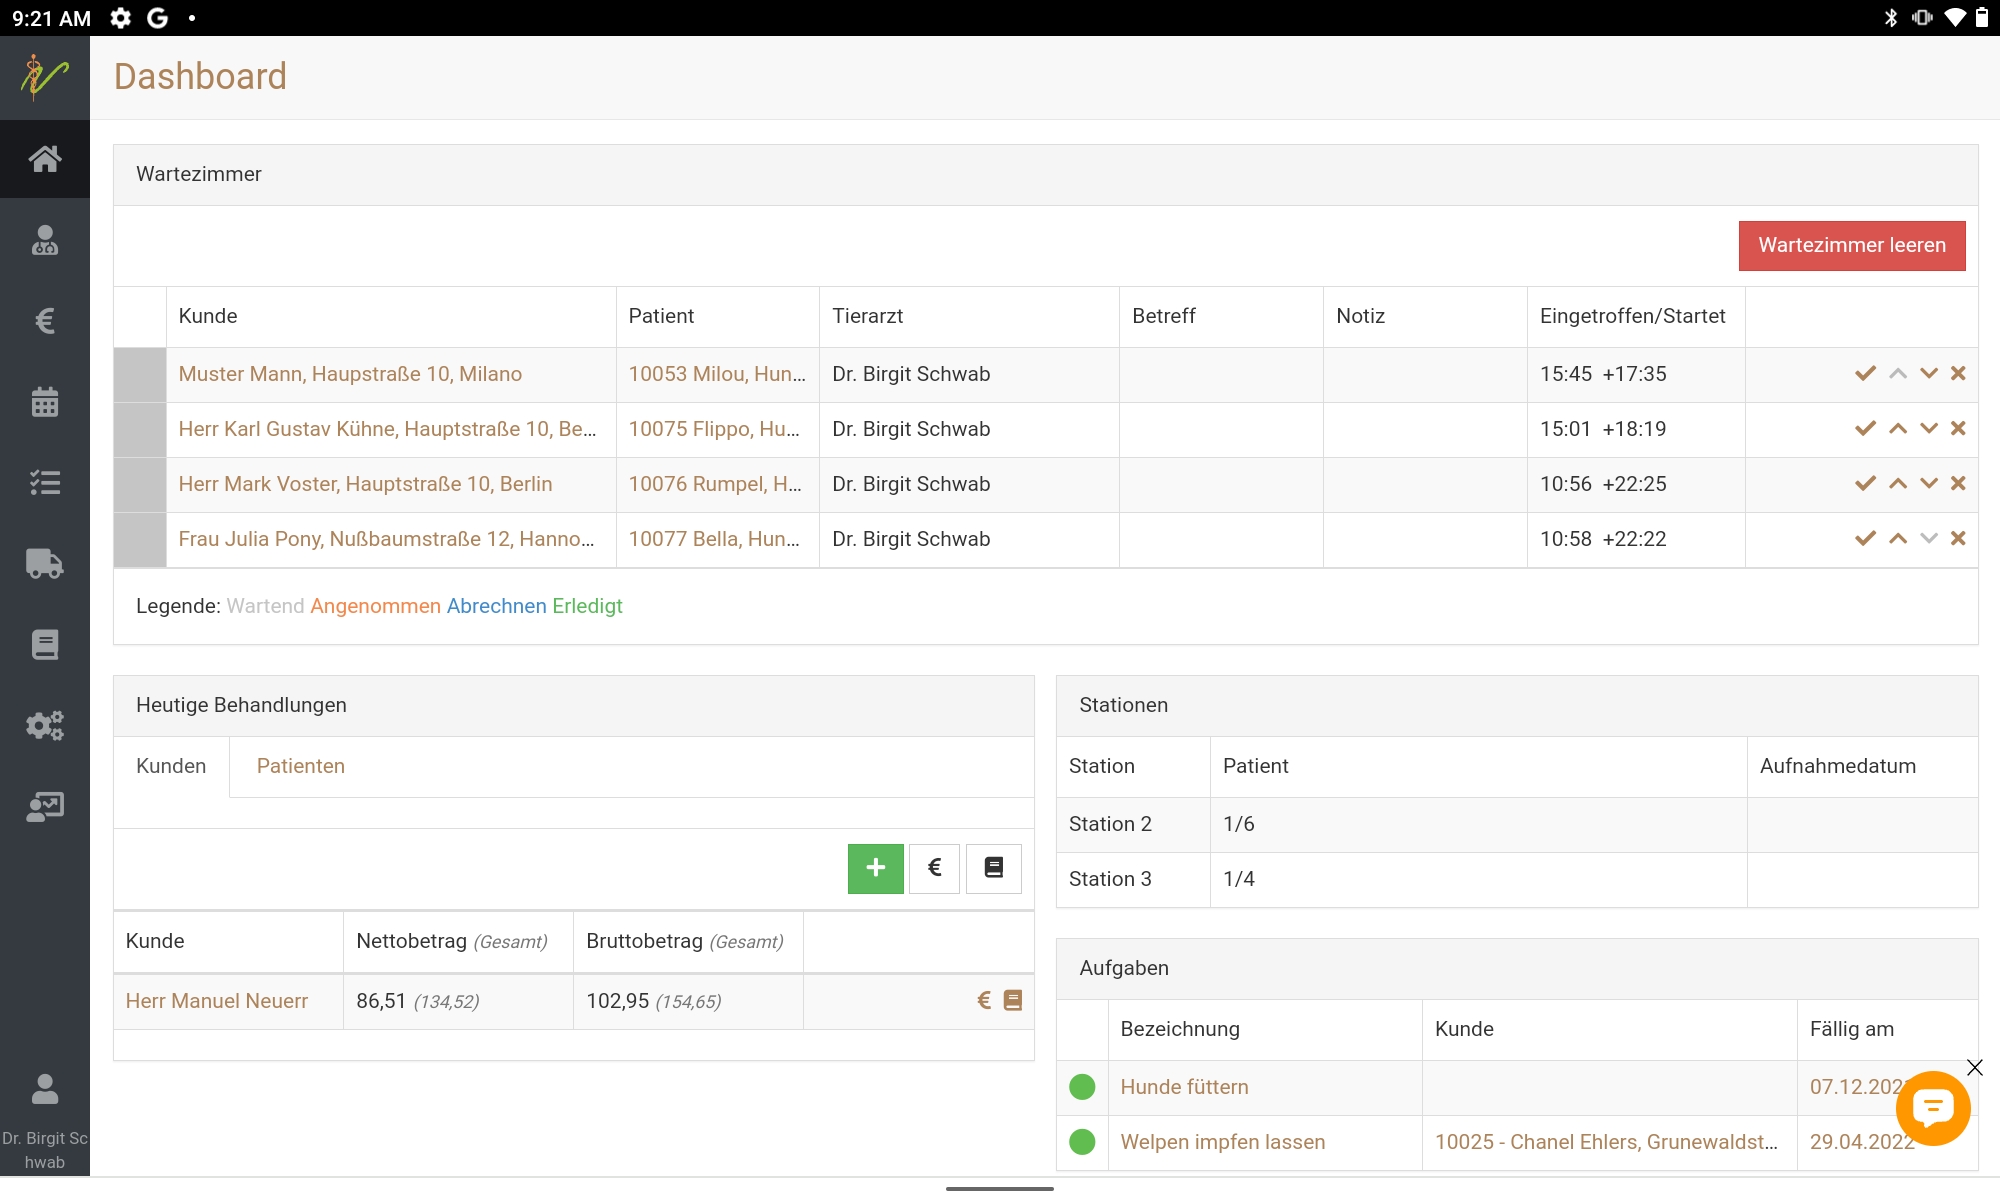 9:21 AM
Dashboard
Wartezimmer
Wartezimmer leeren
Kunde Patient Tierarzt Betreff Notiz Eingetroffen/Startet
Muster Mann, Haupstraße 10, Milano 10053 Milou, Hun... Dr. Birgit Schwab 15:45 +17:35
Herr Karl Gustav Kühne, Hauptstraße 10, Be... 10075 Flippo, Hu... Dr. Birgit Schwab 15:01 +18:19
Herr Mark Voster, Hauptstraße 10, Berlin 10076 Rumpel, H... Dr. Birgit Schwab 10:56 +22:25
Frau Julia Pony, Nußbaumstraße 12, Hanno... 10077 Bella, Hun... Dr. Birgit Schwab 10:58 +22:22
Legende: Wartend Angenommen Abrechnen Erledigt
Heutige Behandlungen
Kunden Patienten
€
Kunde Nettobetrag (Gesamt) Bruttobetrag (Gesamt)
Herr Manuel Neuerr 86,51 (134,52) 102,95 (154,65) €
Stationen
Station Patient Aufnahmedatum
Station 2 1/6
Station 3 1/4
Aufgaben
Bezeichnung Kunde Fällig am
Hunde füttern 07.12.202
Welpen impfen lassen 10025 - Chanel Ehlers, Grunewaldst... 29.04.2022
Dr. Birgit Sc
hwab